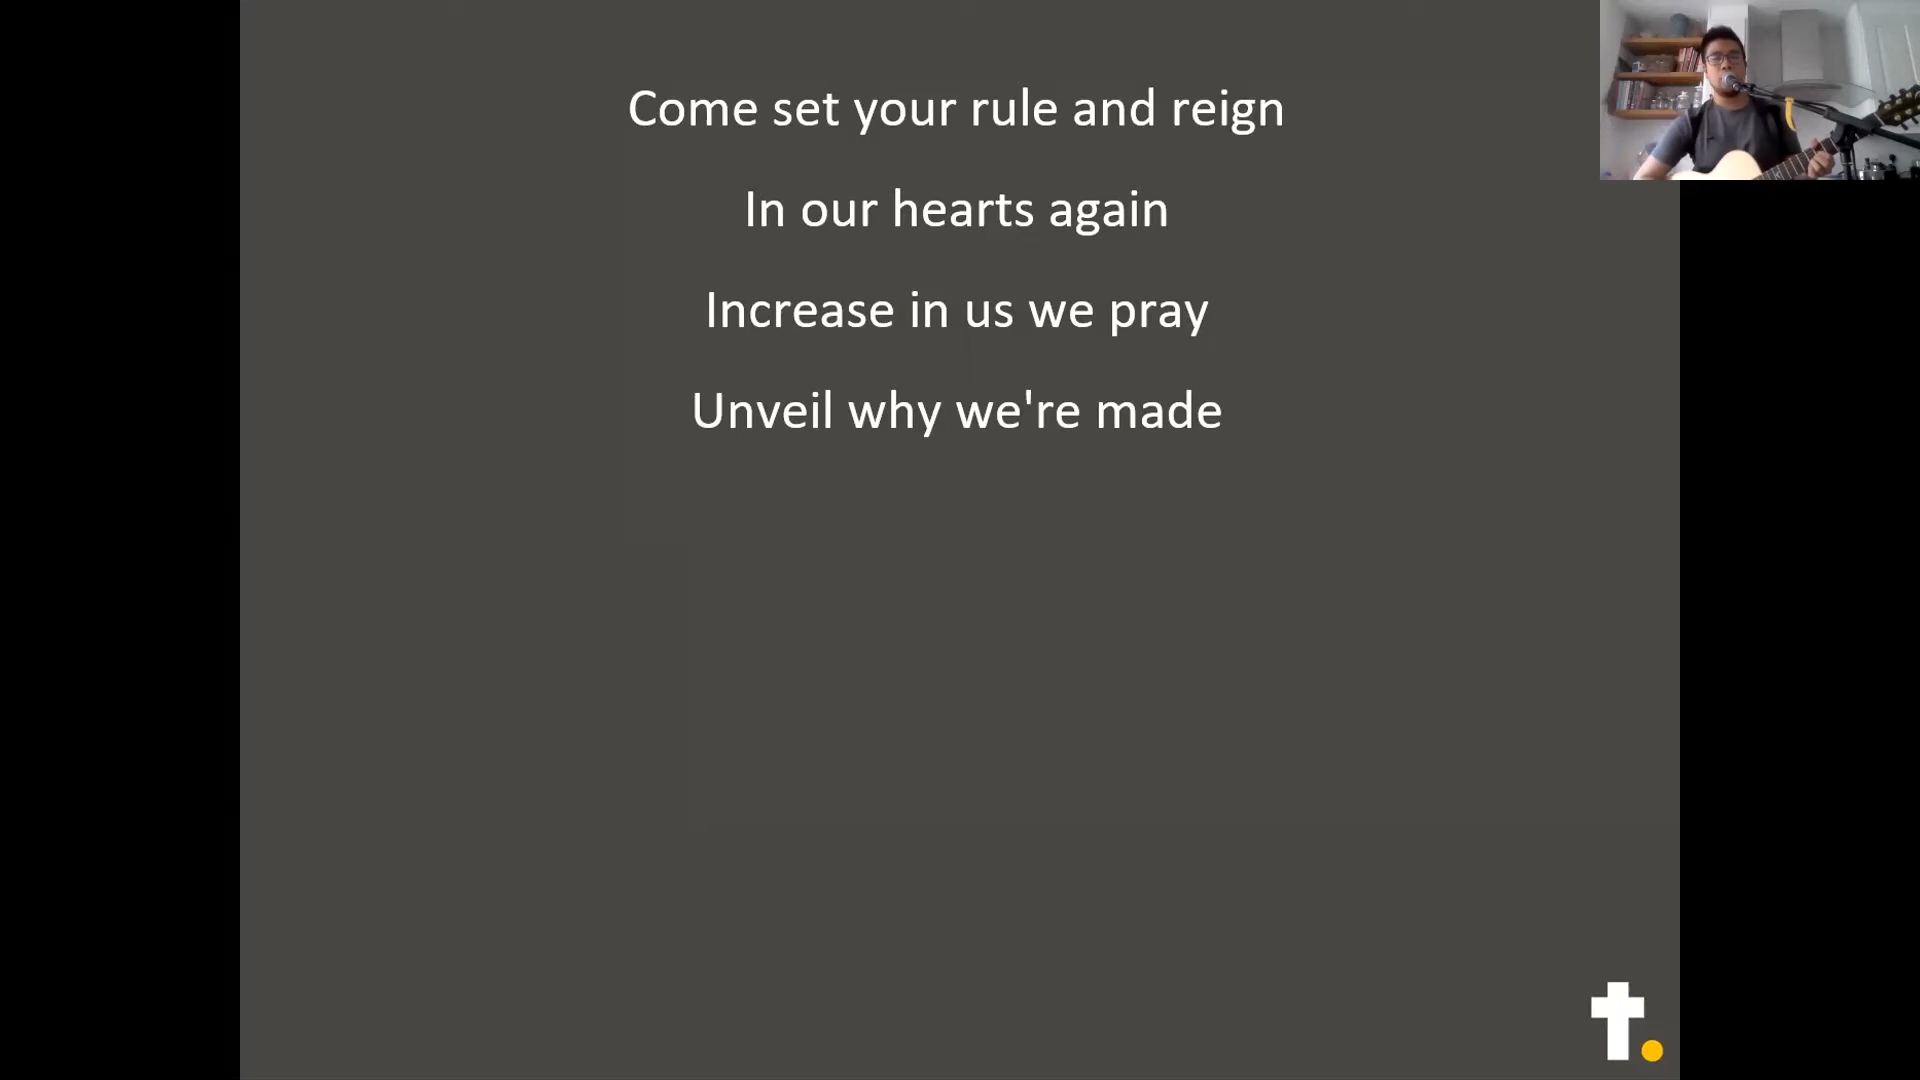 Come set your rule and reign
In our hearts again
Increase in us we pray
Unveil why we're made